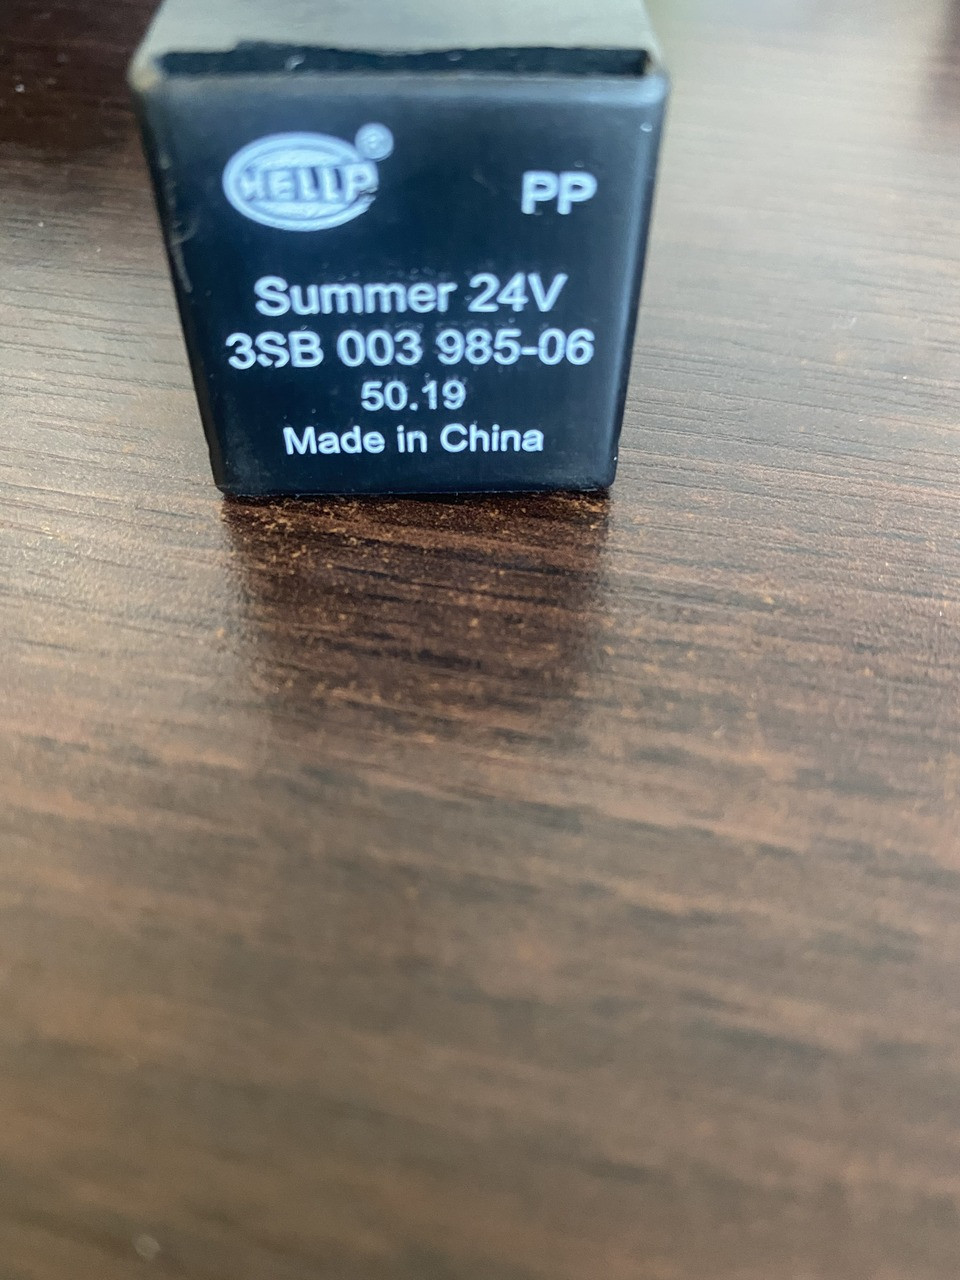 HELLA®
PP
Summer 24V
3SB 003 985-06
50.19
Made in China